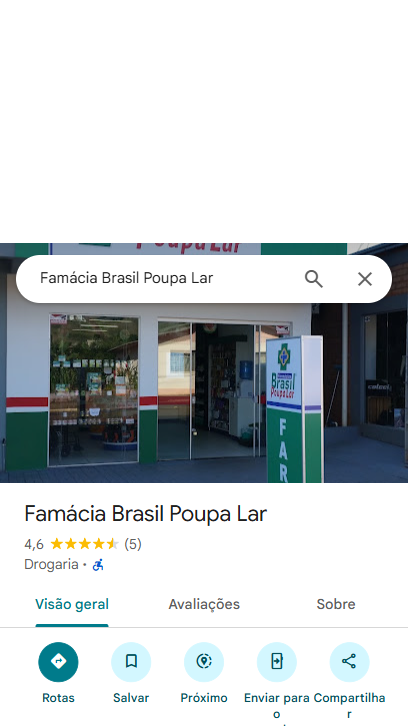 Poupa Lar
Famácia Brasil Poupa Lar
Brasil
Poupa Lar
F
A
R
Famácia Brasil Poupa Lar
4,6 (5)
Drogaria ·
Visão geral Avaliações Sobre
Rotas Salvar Próximo Enviar para o Compartilhar